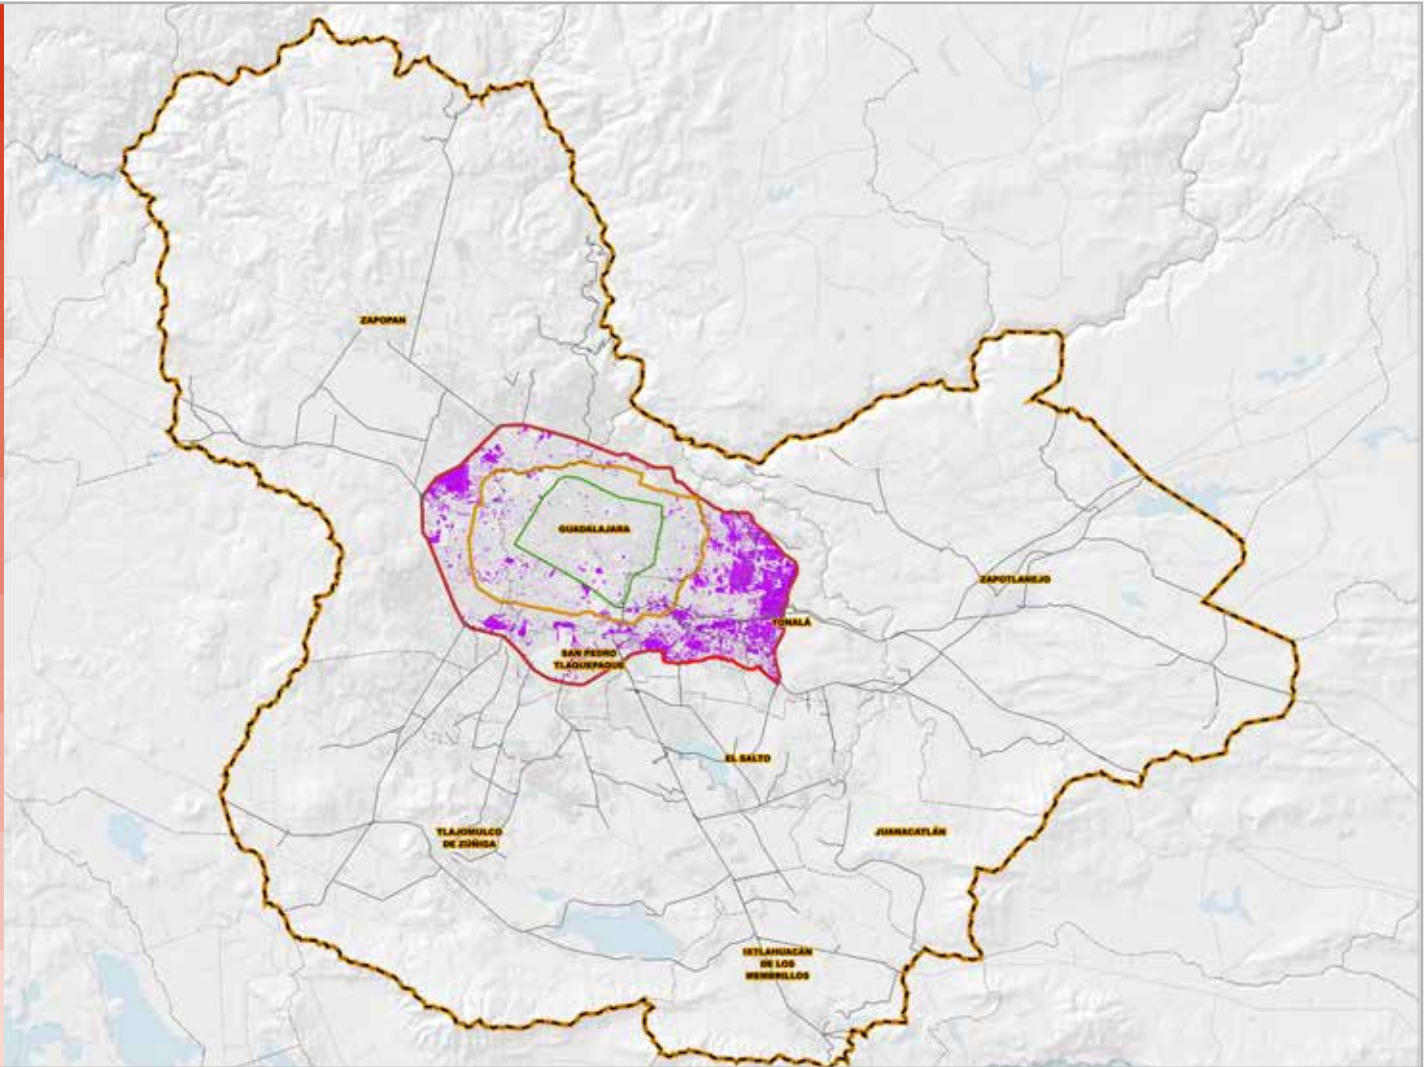 ZAPOPAN
GUADALAJARA
ZAPOTLANEJO
TONALÁ
SAN PEDRO
TLAQUEPAQUE
EL SALTO
TLAJOMULCO
DE ZÚÑIGA
JUANACATLÁN
IXTLAHUACÁN
DE LOS
MEMBRILLOS